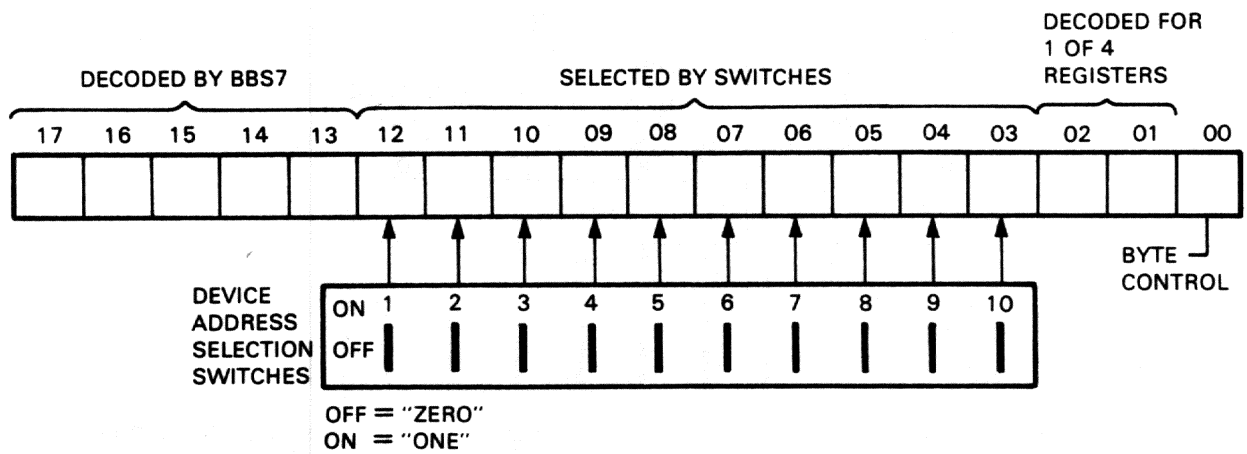 DECODED FOR
1 OF 4
REGISTERS
DECODED BY BBS7
SELECTED BY SWITCHES
17 16 15 14 13 12 11 10 09 08 07 06 05 04 03 02 01 00
BYTE
CONTROL
DEVICE
ADDRESS
SELECTION
SWITCHES
ON 1 2 3 4 5 6 7 8 9 10
OFF
OFF = "ZERO"
ON = "ONE"